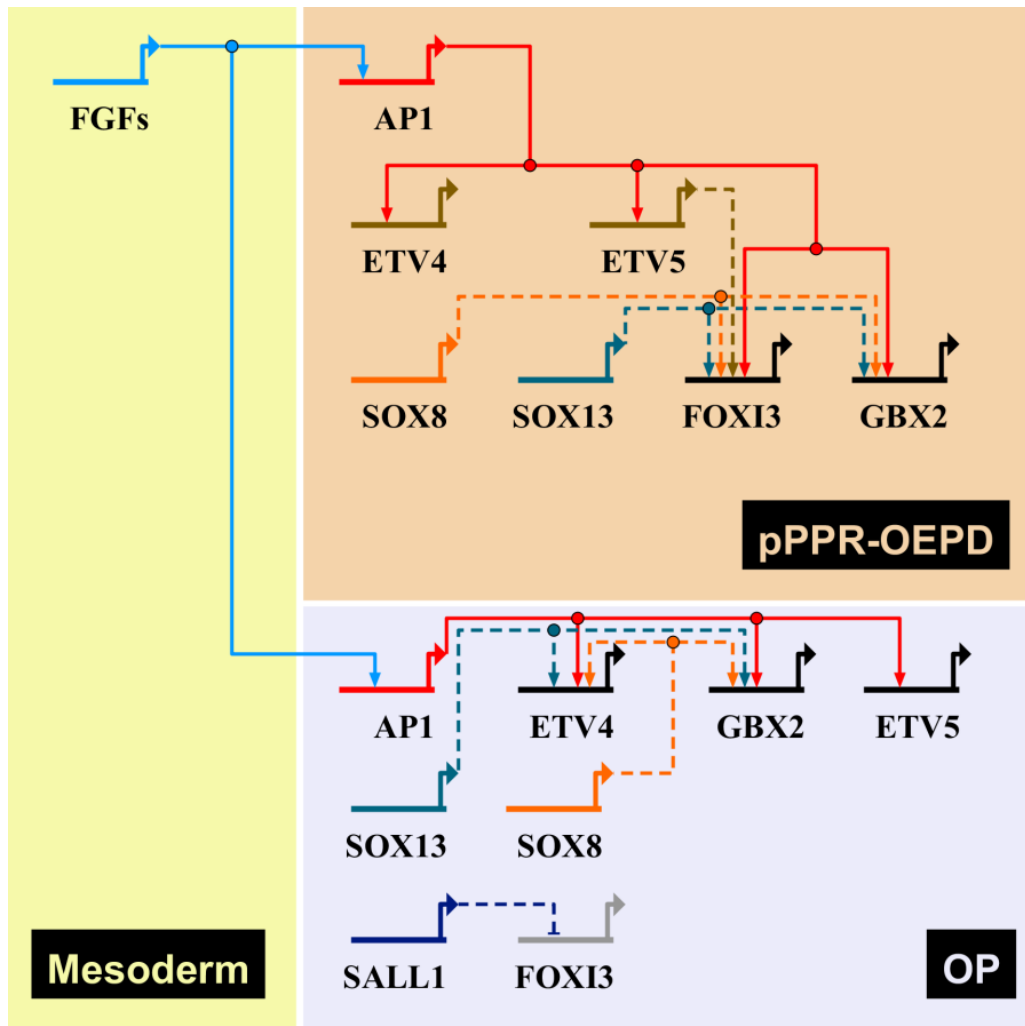 FGFs
AP1
ETV4 ETV5
SOX8 SOX13 FOXI3 GBX2
pPPR-OEPD
AP1 ETV4 GBX2 ETV5
SOX13 SOX8
SALL1 FOXI3
Mesoderm
OP